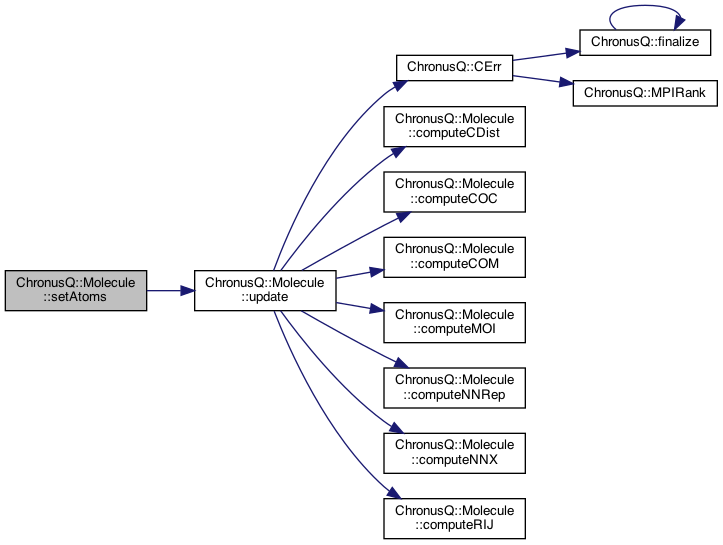 ChronusQ::Molecule
::setAtoms
ChronusQ::Molecule
::update
ChronusQ::CErr
ChronusQ::finalize
ChronusQ::MPIRank
ChronusQ::Molecule
::computeCDist
ChronusQ::Molecule
::computeCOC
ChronusQ::Molecule
::computeCOM
ChronusQ::Molecule
::computeMOI
ChronusQ::Molecule
::computeNNRep
ChronusQ::Molecule
::computeNNX
ChronusQ::Molecule
::computeRIJ